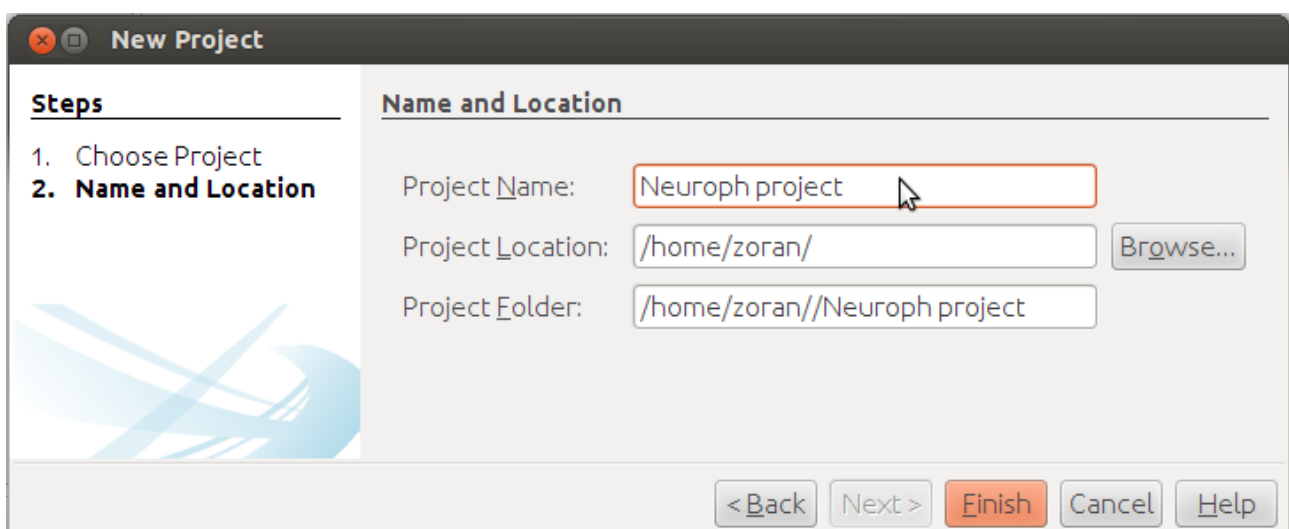 New Project
Steps
1. Choose Project
2. Name and Location
Name and Location
Project Name: Neuroph project
Project Location: /home/zoran/ Browse...
Project Folder: /home/zoran//Neuroph project
< Back Next > Finish Cancel Help